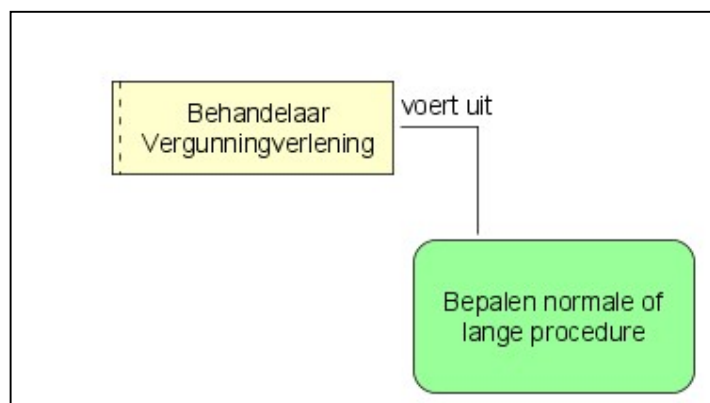 Behandelaar
Vergunningverlening
voert uit
Bepalen normale of
lange procedure